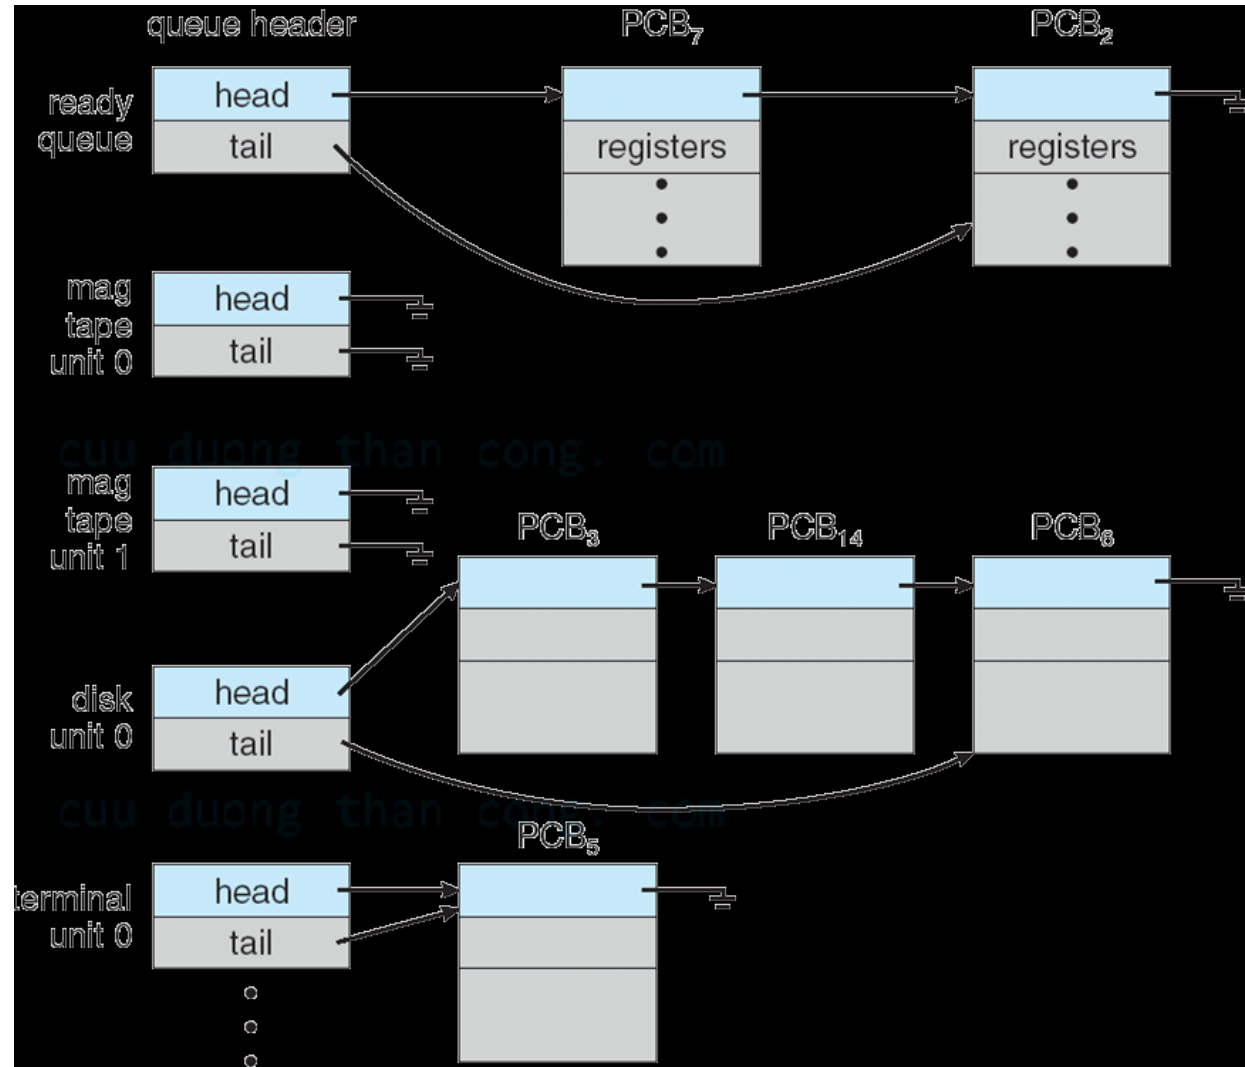 queue header
PCB7
PCB2
ready
queue
head
tail
registers
registers
mag
tape
unit 0
head
tail
cuu duong than cong. com
mag
tape
unit 1
head
tail
PCB3
PCB14
PCB6
disk
unit 0
head
tail
cuu duong than cong. com
PCB5
terminal
unit 0
head
tail